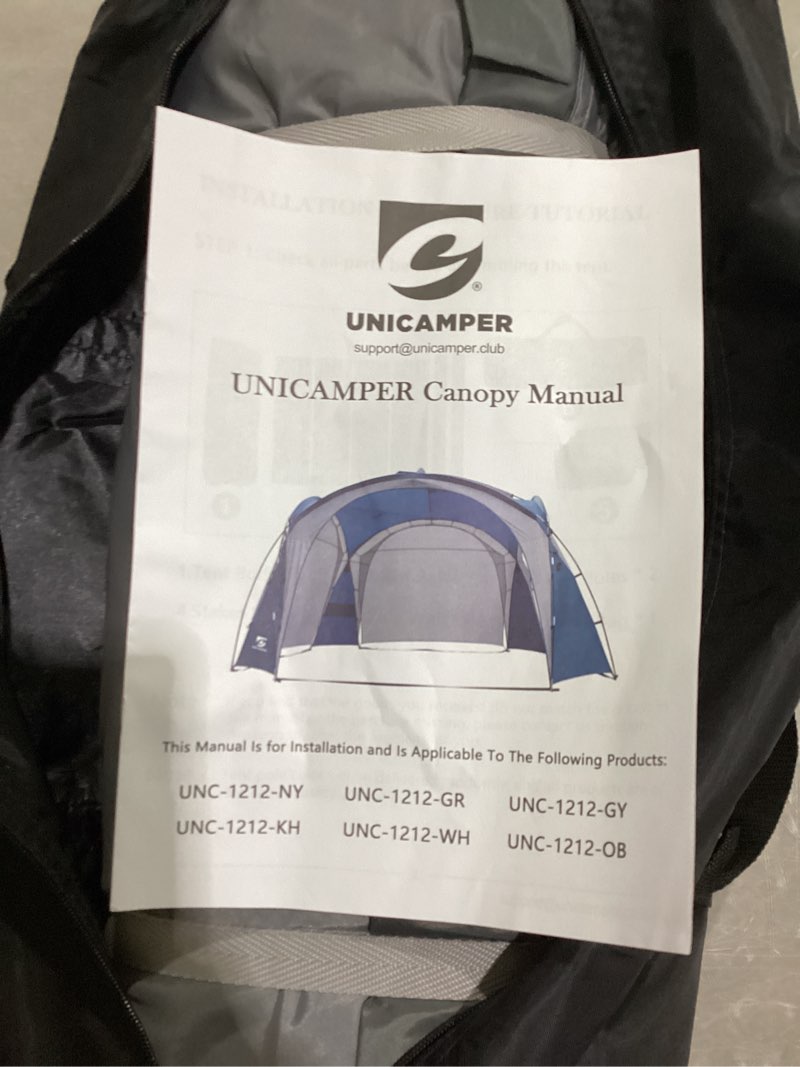 ®
UNICAMPER
support@unicamper.club
UNICAMPER Canopy Manual
This Manual Is for Installation and Is Applicable To The Following Products:
UNC-1212-NY UNC-1212-GR UNC-1212-GY
UNC-1212-KH UNC-1212-WH UNC-1212-OB